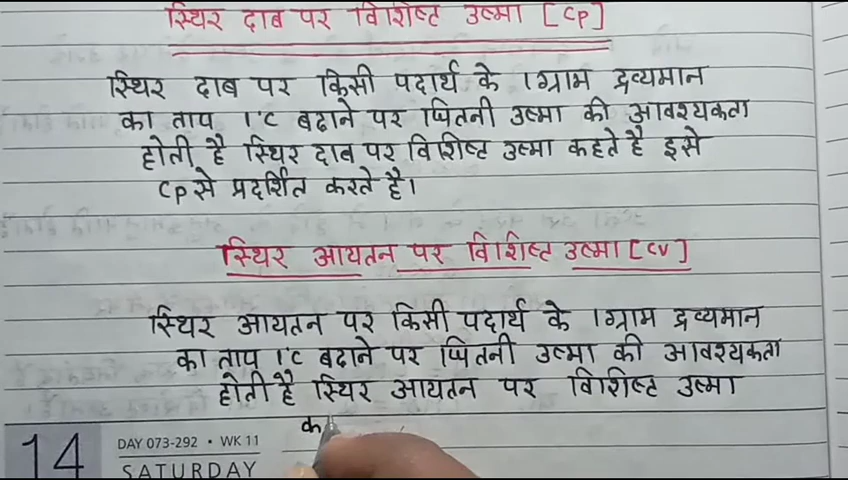 स्थिर दाब पर विशिष्ट उष्मा [CP]
स्थिर दाब पर किसी पदार्थ के 1ग्राम द्रव्यमान
का ताप 1°C बढाने पर जितनी उष्मा की आवश्यकता
होती है स्थिर दाब पर विशिष्ट उष्मा कहते है इसे
CP से प्रदर्शित करते है।
स्थिर आयतन पर विशिष्ट उष्मा [CV]
स्थिर आयतन पर किसी पदार्थ के 1ग्राम द्रव्यमान
का ताप 1°C बढाने पर जितनी उष्मा की आवश्यकता
होती है स्थिर आयतन पर विशिष्ट उष्मा
क
14 DAY 073-292 • WK 11
SATURDAY